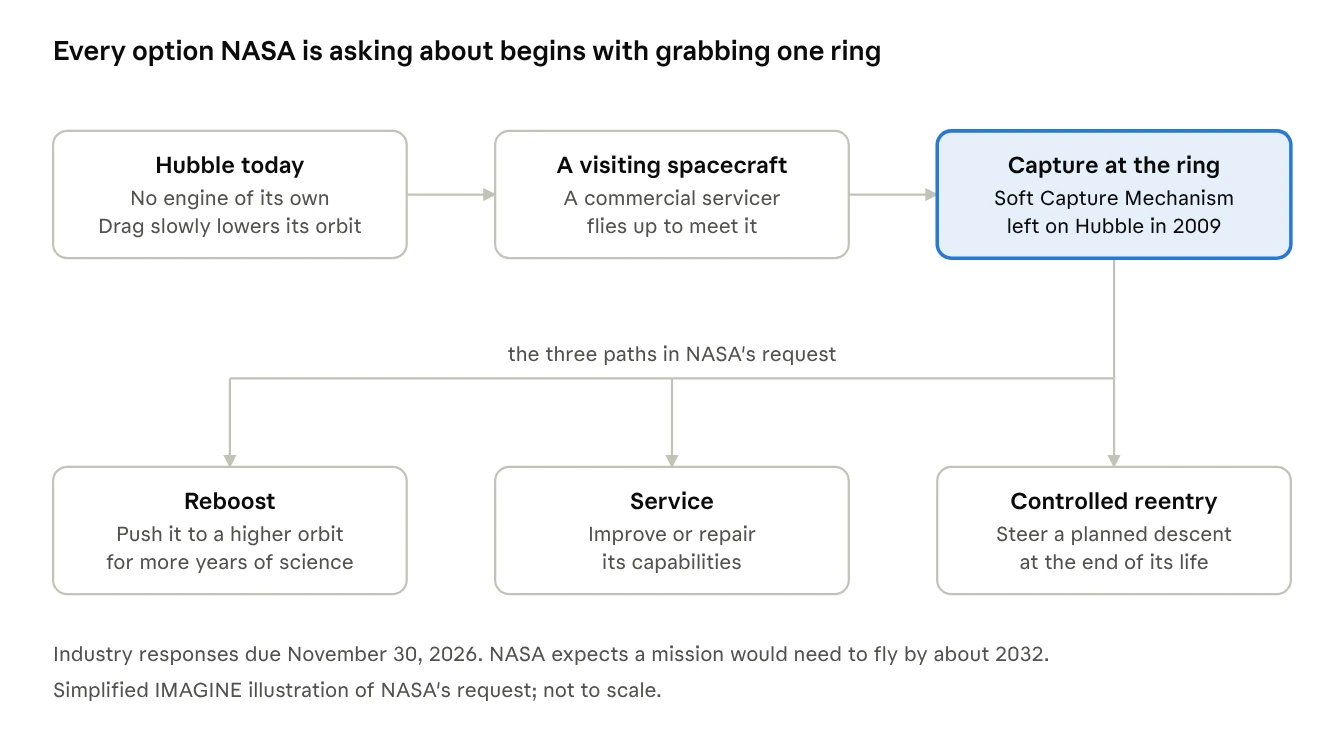 Every option NASA is asking about begins with grabbing one ring
Hubble today
No engine of its own
Drag slowly lowers its orbit
A visiting spacecraft
A commercial servicer
flies up to meet it
Capture at the ring
Soft Capture Mechanism
left on Hubble in 2009
the three paths in NASA's request
Reboost
Push it to a higher orbit
for more years of science
Service
Improve or repair
its capabilities
Controlled reentry
Steer a planned descent
at the end of its life
Industry responses due November 30, 2026. NASA expects a mission would need to fly by about 2032.
Simplified IMAGINE illustration of NASA's request; not to scale.